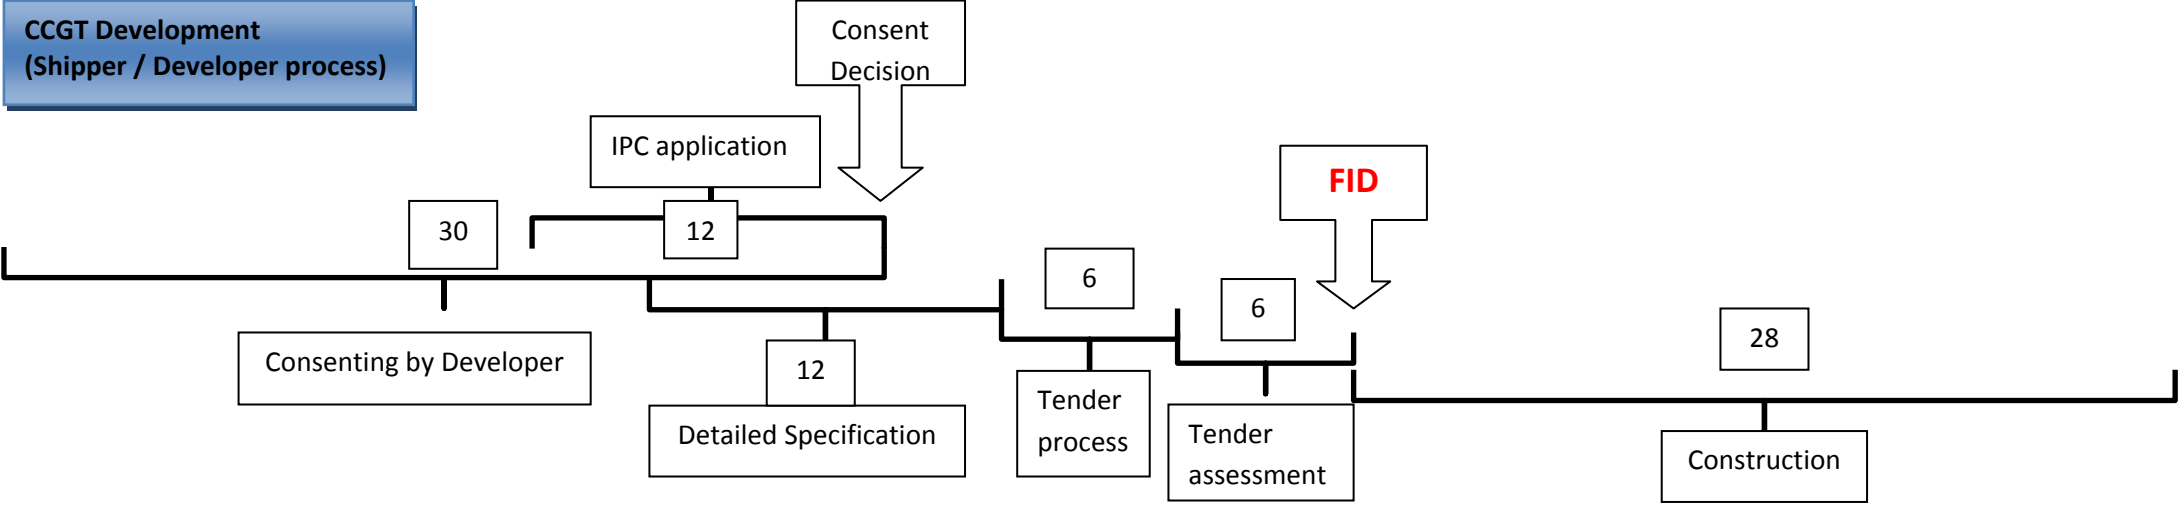 CCGT Development
(Shipper / Developer process)
Consent
Decision
IPC application
FID
30
12
6
6
28
Consenting by Developer
12
Detailed Specification
Tender
process
Tender
assessment
Construction